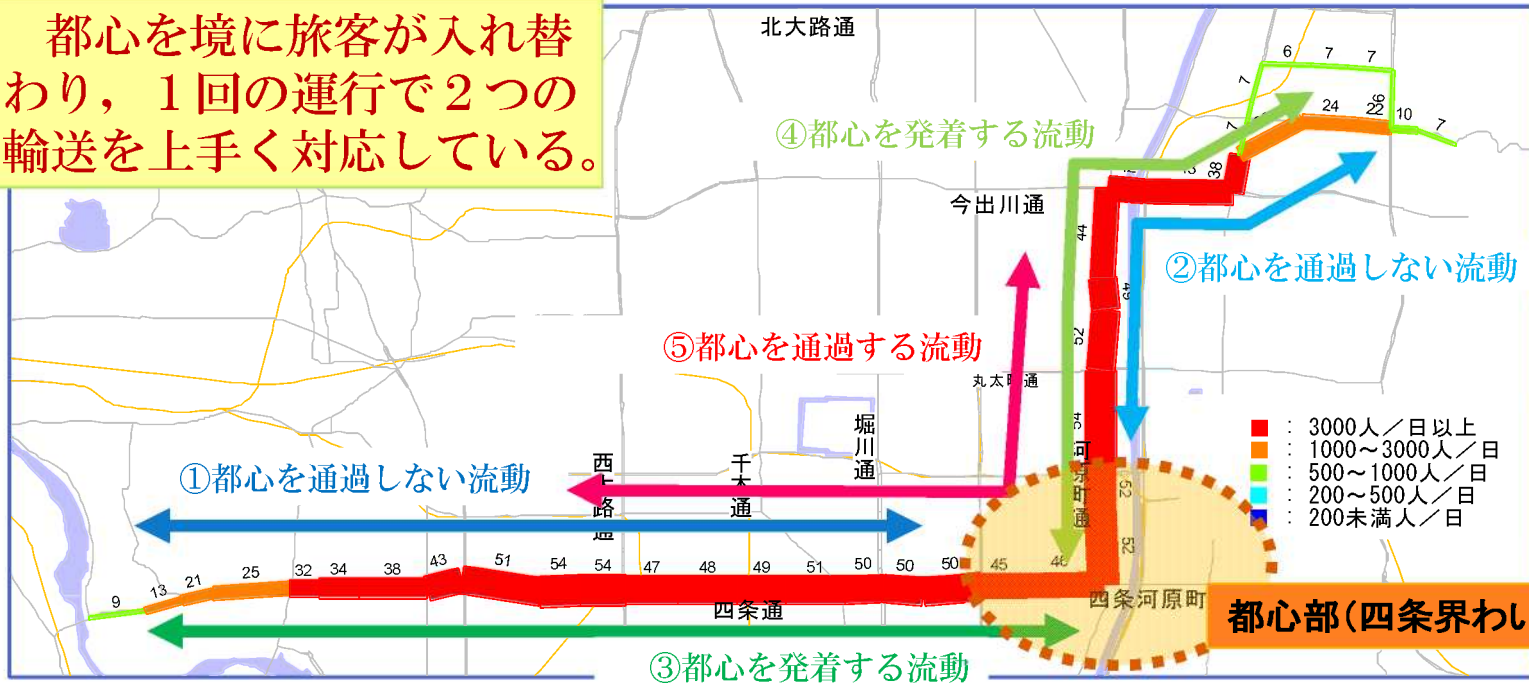 都心を境に旅客が入れ替
わり，１回の運行で２つの
輸送を上手く対応している。
北大路通
6 7 7
7
④都心を発着する流動
24 22 10 7
7
38
今出川通
44
②都心を通過しない流動
49
⑤都心を通過する流動
52
丸太町通
54
■ ： 3000人／日以上
■ ： 1000～3000人／日
■ ： 500～1000人／日
■ ： 200～500人／日
■ ： 200未満人／日
堀川通
千本通
西大路通
河原町通
①都心を通過しない流動
52
52
9 13 21 25 32 34 38 43 51 54 54 47 48 49 51 50 50 50 45 46
四条通
四条河原町
都心部(四条界わい
③都心を発着する流動